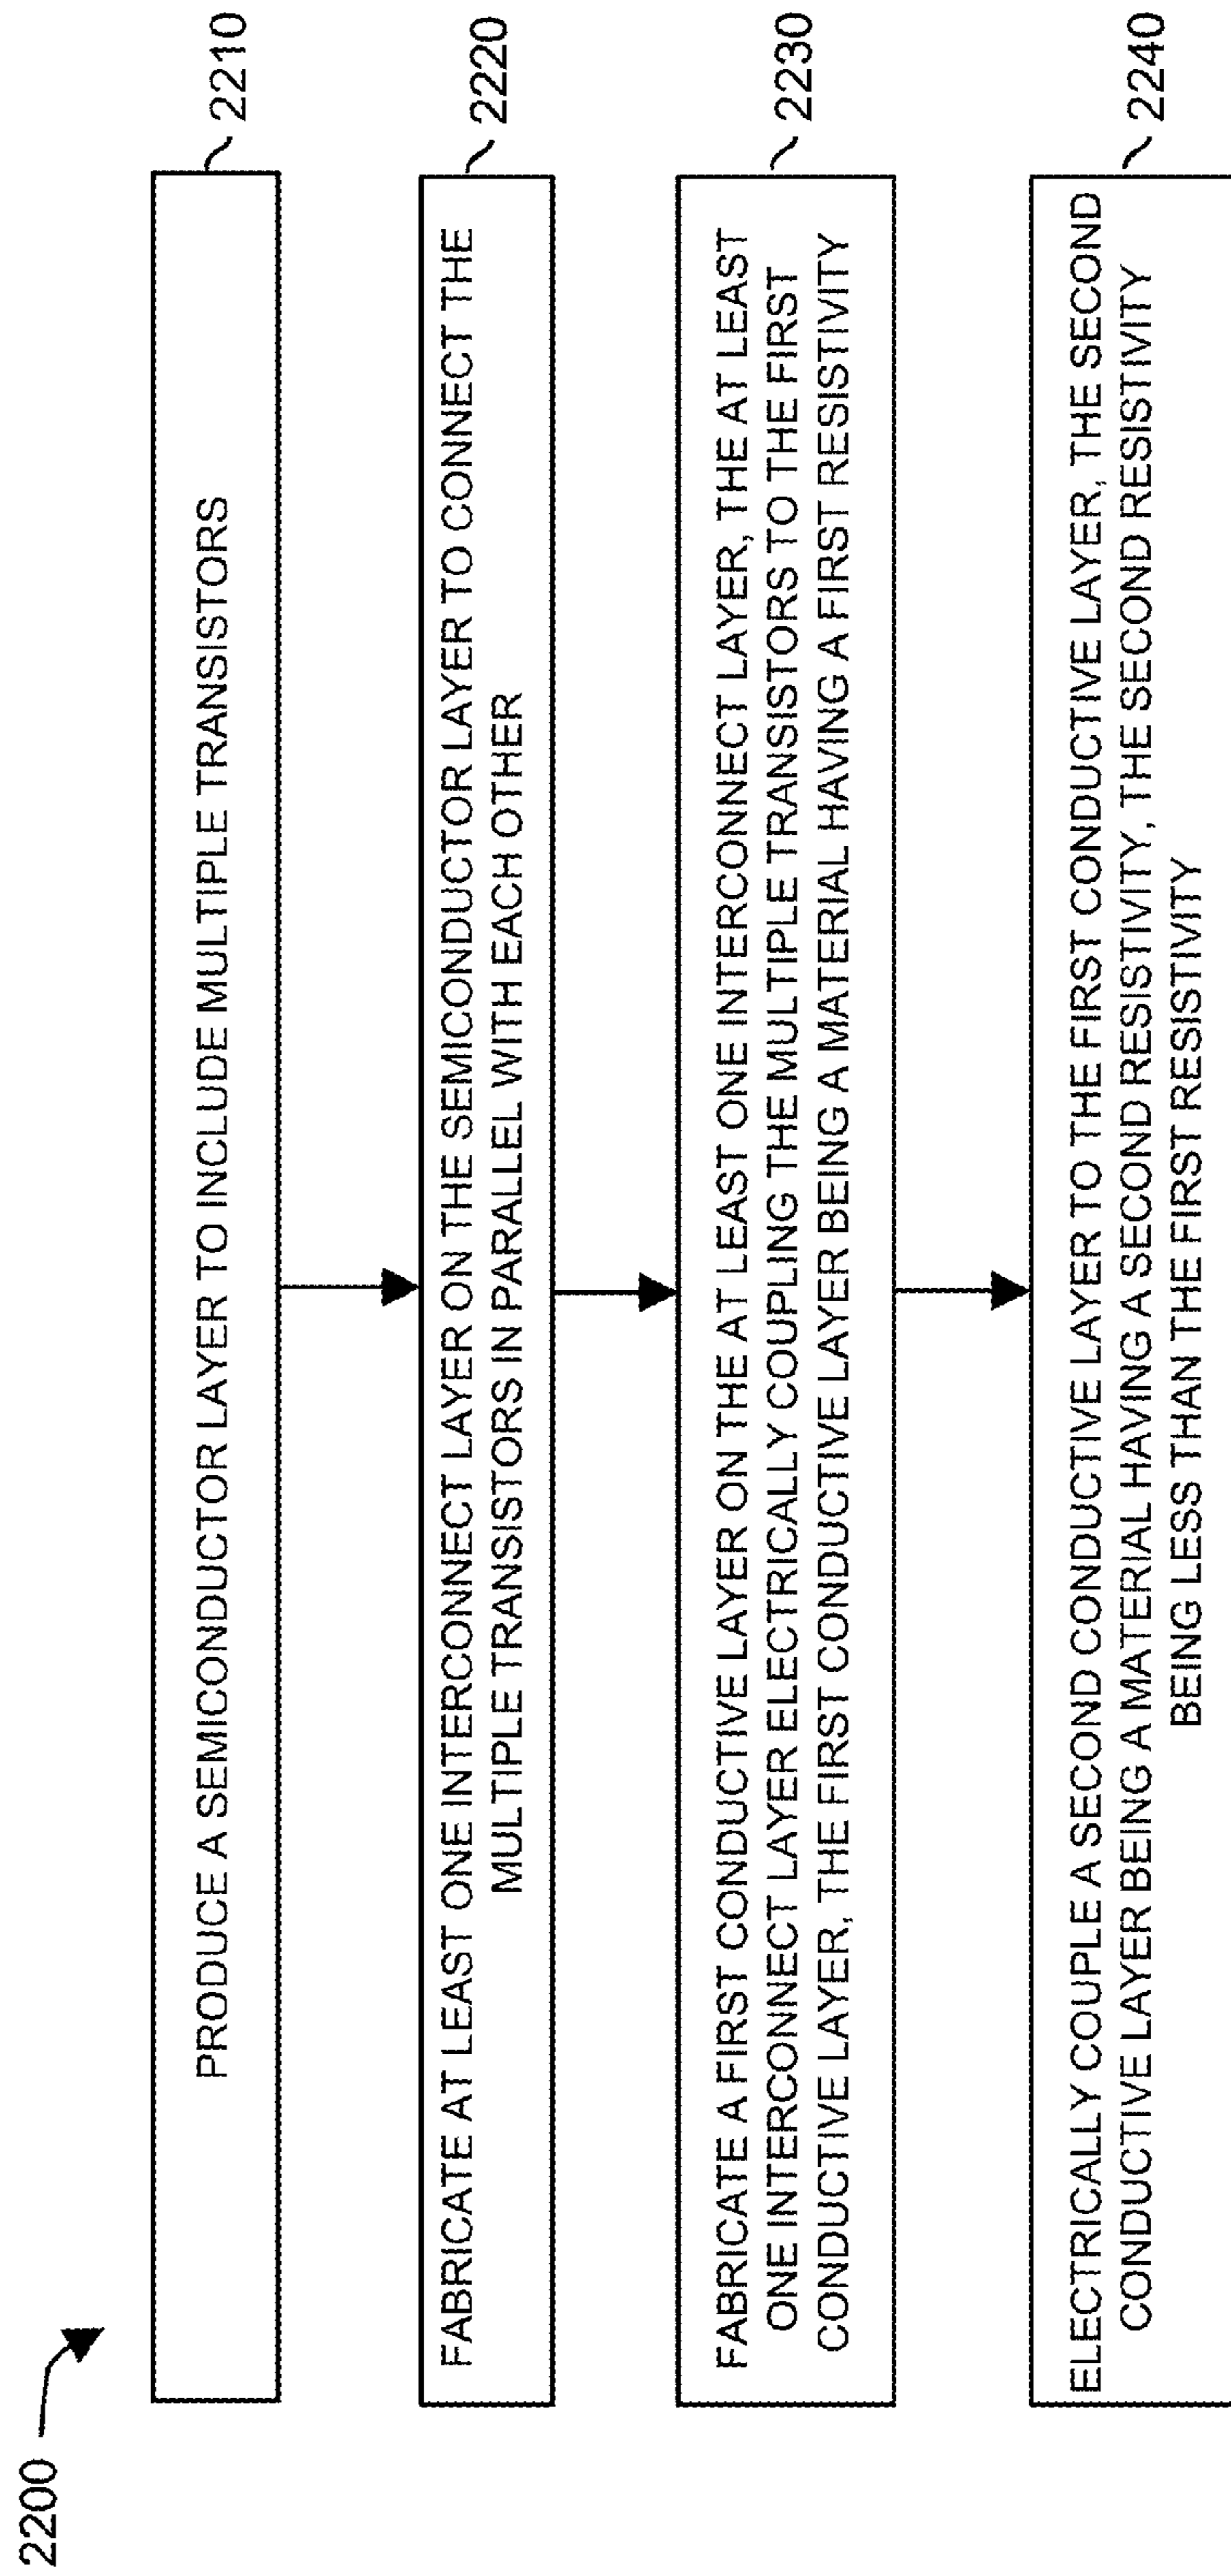 2200
PRODUCE A SEMICONDUCTOR LAYER TO INCLUDE MULTIPLE TRANSISTORS
2210
FABRICATE AT LEAST ONE INTERCONNECT LAYER ON THE SEMICONDUCTOR LAYER TO CONNECT THE
MULTIPLE TRANSISTORS IN PARALLEL WITH EACH OTHER
2220
FABRICATE A FIRST CONDUCTIVE LAYER ON THE AT LEAST ONE INTERCONNECT LAYER, THE AT LEAST
ONE INTERCONNECT LAYER ELECTRICALLY COUPLING THE MULTIPLE TRANSISTORS TO THE FIRST
CONDUCTIVE LAYER, THE FIRST CONDUCTIVE LAYER BEING A MATERIAL HAVING A FIRST RESISTIVITY
2230
ELECTRICALLY COUPLE A SECOND CONDUCTIVE LAYER TO THE FIRST CONDUCTIVE LAYER, THE SECOND
CONDUCTIVE LAYER BEING A MATERIAL HAVING A SECOND RESISTIVITY, THE SECOND RESISTIVITY
BEING LESS THAN THE FIRST RESISTIVITY
2240